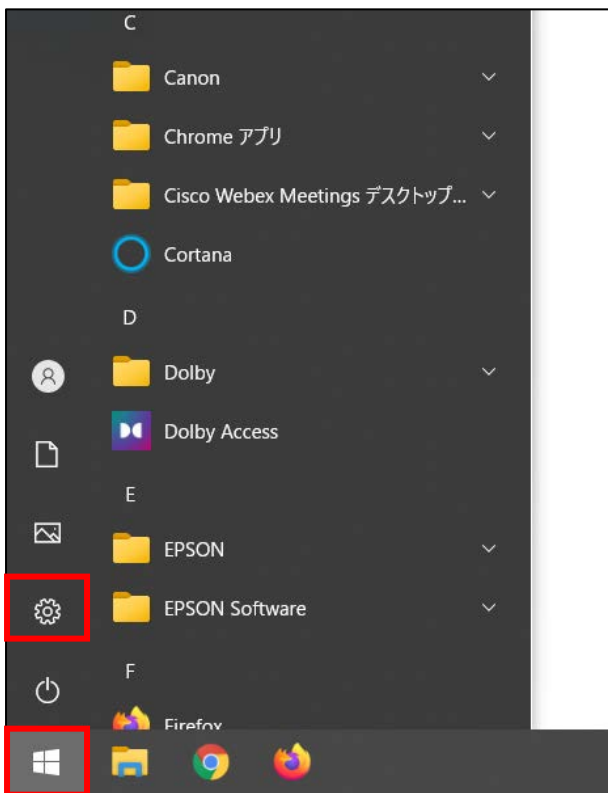 C
Canon
Chrome アプリ
Cisco Webex Meetings デスクトップ...
Cortana
D
Dolby
Dolby Access
E
EPSON
EPSON Software
F
Firefox